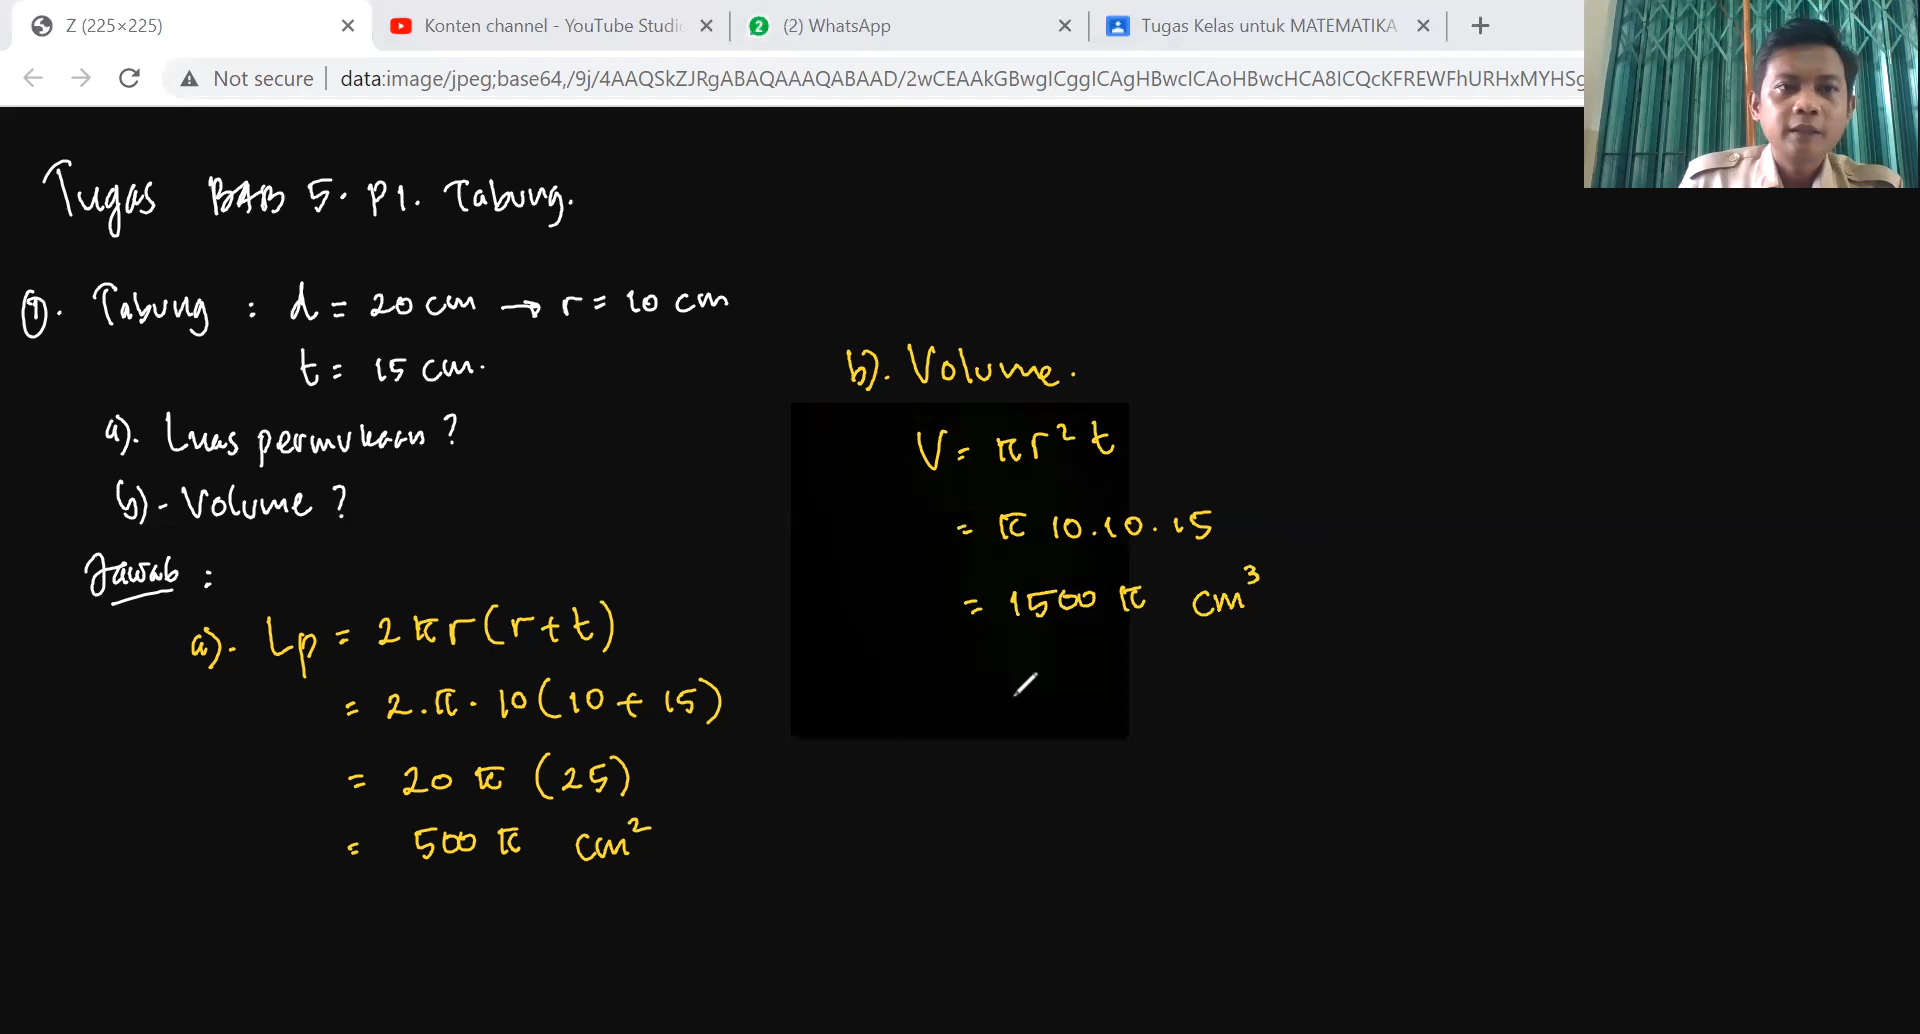 Z (225×225)
Konten channel - YouTube Studi
2 (2) WhatsApp
Tugas Kelas untuk MATEMATIKA
Not secure
data:image/jpeg;base64,/9j/4AAQSkZJRgABAQAAAQABAAD/2wCEAAkGBwgICggICAgHBwcICAoHBwcHCA8ICQcKFREWFhURHxMYHSg
Tugas BAB 5. P1. Tabung.
1. Tabung : d = 20 cm → r = 10 cm
t = 15 cm.
a). Luas permukaan ?
b)- Volume ?
Jawab :
a). Lp = 2πr(r+t)
= 2.π.10(10+15)
= 20π (25)
= 500π cm²
b). Volume.
V = πr²t
= π 10.10.15
= 1500π cm³